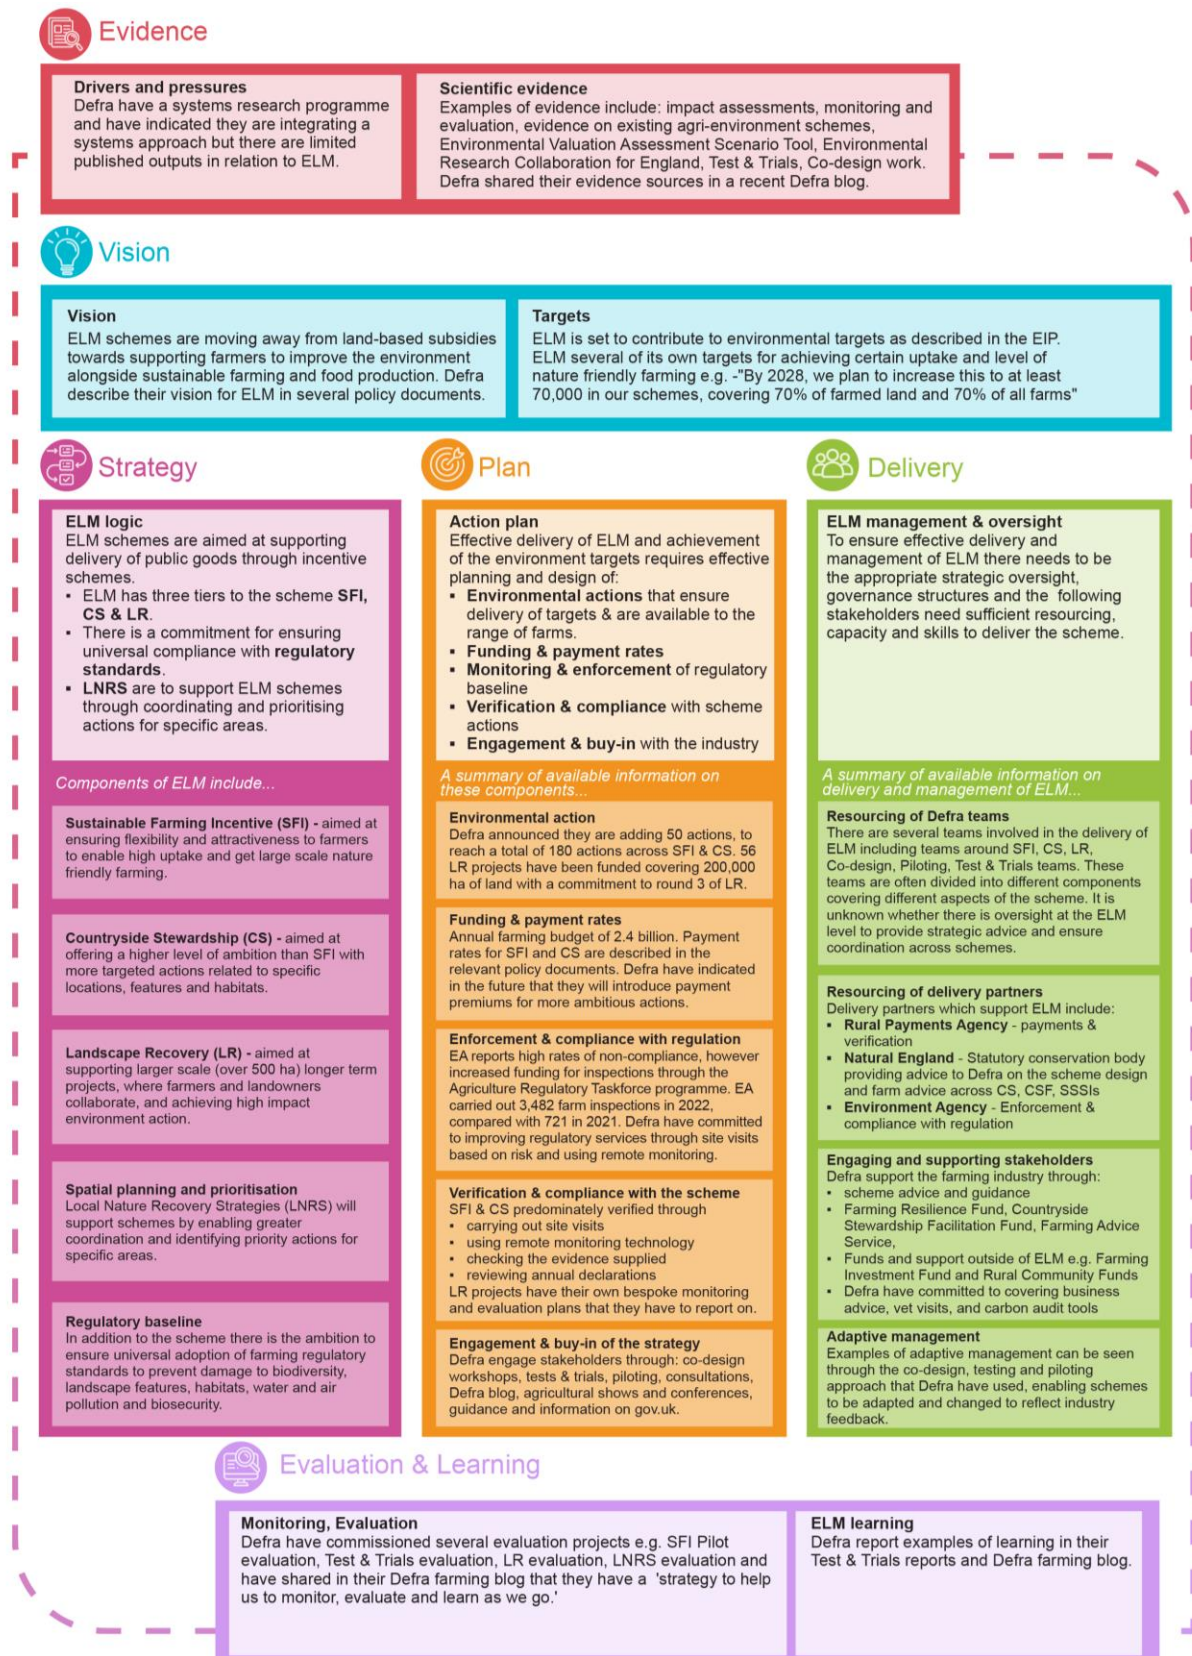 Evidence
Drivers and pressures
Defra have a systems research programme
and have indicated they are integrating a
systems approach but there are limited
published outputs in relation to ELM.
Scientific evidence
Examples of evidence include: impact assessments, monitoring and
evaluation, evidence on existing agri-environment schemes,
Environmental Valuation Assessment Scenario Tool, Environmental
Research Collaboration for England, Test & Trials, Co-design work.
Defra shared their evidence sources in a recent Defra blog.
Vision
Vision
ELM schemes are moving away from land-based subsidies
towards supporting farmers to improve the environment
alongside sustainable farming and food production. Defra
describe their vision for ELM in several policy documents.
Targets
ELM is set to contribute to environmental targets as described in the EIP.
ELM several of its own targets for achieving certain uptake and level of
nature friendly farming e.g. -"By 2028, we plan to increase this to at least
70,000 in our schemes, covering 70% of farmed land and 70% of all farms"
Strategy
ELM logic
ELM schemes are aimed at supporting
delivery of public goods through incentive
schemes.
▪ ELM has three tiers to the scheme SFI,
CS & LR.
▪ There is a commitment for ensuring
universal compliance with regulatory
standards.
▪ LNRS are to support ELM schemes
through coordinating and prioritising
actions for specific areas.
Components of ELM include...
Sustainable Farming Incentive (SFI) - aimed at
ensuring flexibility and attractiveness to farmers
to enable high uptake and get large scale nature
friendly farming.
Countryside Stewardship (CS) - aimed at
offering a higher level of ambition than SFI with
more targeted actions related to specific
locations, features and habitats.
Landscape Recovery (LR) - aimed at
supporting larger scale (over 500 ha) longer term
projects, where farmers and landowners
collaborate, and achieving high impact
environment action.
Spatial planning and prioritisation
Local Nature Recovery Strategies (LNRS) will
support schemes by enabling greater
coordination and identifying priority actions for
specific areas.
Regulatory baseline
In addition to the scheme there is the ambition to
ensure universal adoption of farming regulatory
standards to prevent damage to biodiversity,
landscape features, habitats, water and air
pollution and biosecurity.
Plan
Action plan
Effective delivery of ELM and achievement
of the environment targets requires effective
planning and design of:
▪ Environmental actions that ensure
delivery of targets & are available to the
range of farms.
▪ Funding & payment rates
▪ Monitoring & enforcement of regulatory
baseline
▪ Verification & compliance with scheme
actions
▪ Engagement & buy-in with the industry
A summary of available information on
these components...
Environmental action
Defra announced they are adding 50 actions, to
reach a total of 180 actions across SFI & CS. 56
LR projects have been funded covering 200,000
ha of land with a commitment to round 3 of LR.
Funding & payment rates
Annual farming budget of 2.4 billion. Payment
rates for SFI and CS are described in the
relevant policy documents. Defra have indicated
in the future that they will introduce payment
premiums for more ambitious actions.
Enforcement & compliance with regulation
EA reports high rates of non-compliance, however
increased funding for inspections through the
Agriculture Regulatory Taskforce programme. EA
carried out 3,482 farm inspections in 2022,
compared with 721 in 2021. Defra have committed
to improving regulatory services through site visits
based on risk and using remote monitoring.
Verification & compliance with the scheme
SFI & CS predominately verified through
▪ carrying out site visits
▪ using remote monitoring technology
▪ checking the evidence supplied
▪ reviewing annual declarations
LR projects have their own bespoke monitoring
and evaluation plans that they have to report on.
Engagement & buy-in of the strategy
Defra engage stakeholders through: co-design
workshops, tests & trials, piloting, consultations,
Defra blog, agricultural shows and conferences,
guidance and information on gov.uk.
Delivery
ELM management & oversight
To ensure effective delivery and
management of ELM there needs to be
the appropriate strategic oversight,
governance structures and the following
stakeholders need sufficient resourcing,
capacity and skills to deliver the scheme.
A summary of available information on
delivery and management of ELM...
Resourcing of Defra teams
There are several teams involved in the delivery of
ELM including teams around SFI, CS, LR,
Co-design, Piloting, Test & Trials teams. These
teams are often divided into different components
covering different aspects of the scheme. It is
unknown whether there is oversight at the ELM
level to provide strategic advice and ensure
coordination across schemes.
Resourcing of delivery partners
Delivery partners which support ELM include:
▪ Rural Payments Agency - payments &
verification
▪ Natural England - Statutory conservation body
providing advice to Defra on the scheme design
and farm advice across CS, CSF, SSSIs
▪ Environment Agency - Enforcement &
compliance with regulation
Engaging and supporting stakeholders
Defra support the farming industry through:
▪ scheme advice and guidance
▪ Farming Resilience Fund, Countryside
Stewardship Facilitation Fund, Farming Advice
Service,
▪ Funds and support outside of ELM e.g. Farming
Investment Fund and Rural Community Funds
▪ Defra have committed to covering business
advice, vet visits, and carbon audit tools
Adaptive management
Examples of adaptive management can be seen
through the co-design, testing and piloting
approach that Defra have used, enabling schemes
to be adapted and changed to reflect industry
feedback.
Evaluation & Learning
Monitoring, Evaluation
Defra have commissioned several evaluation projects e.g. SFI Pilot
evaluation, Test & Trials evaluation, LR evaluation, LNRS evaluation and
have shared in their Defra farming blog that they have a 'strategy to help
us to monitor, evaluate and learn as we go.'
ELM learning
Defra report examples of learning in their
Test & Trials reports and Defra farming blog.